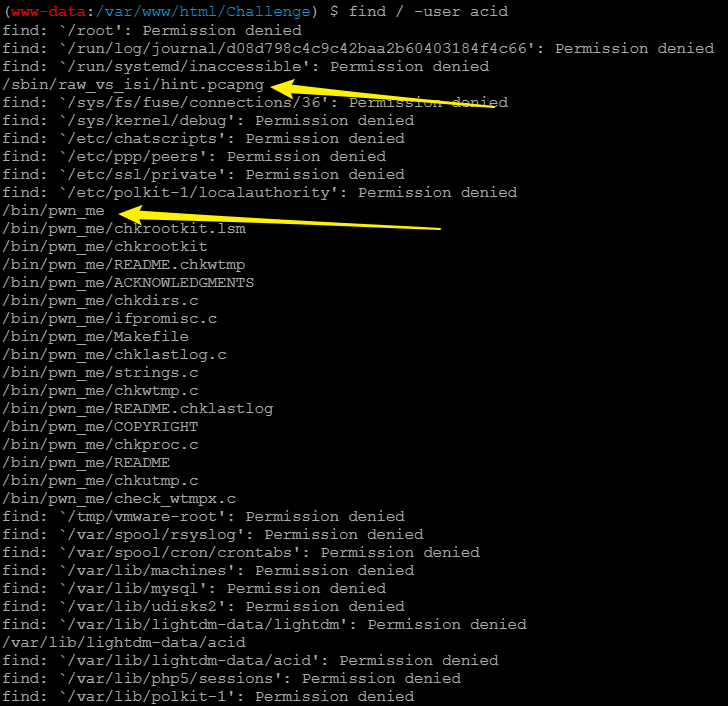 (www-data:/var/www/html/Challenge) $ find / -user acid
find: `/root': Permission denied
find: `/run/log/journal/d08d798c4c9c42baa2b60403184f4c66': Permission denied
find: `/run/systemd/inaccessible': Permission denied
/sbin/raw_vs_isi/hint.pcapng
find: `/sys/fs/fuse/connections/36': Permission denied
find: `/sys/kernel/debug': Permission denied
find: `/etc/chatscripts': Permission denied
find: `/etc/ppp/peers': Permission denied
find: `/etc/ssl/private': Permission denied
find: `/etc/polkit-1/localauthority': Permission denied
/bin/pwn_me
/bin/pwn_me/chkrootkit.lsm
/bin/pwn_me/chkrootkit
/bin/pwn_me/README.chkwtmp
/bin/pwn_me/ACKNOWLEDGMENTS
/bin/pwn_me/chkdirs.c
/bin/pwn_me/ifpromisc.c
/bin/pwn_me/Makefile
/bin/pwn_me/chklastlog.c
/bin/pwn_me/strings.c
/bin/pwn_me/chkwtmp.c
/bin/pwn_me/README.chklastlog
/bin/pwn_me/COPYRIGHT
/bin/pwn_me/chkproc.c
/bin/pwn_me/README
/bin/pwn_me/chkutmp.c
/bin/pwn_me/check_wtmpx.c
find: `/tmp/vmware-root': Permission denied
find: `/var/spool/rsyslog': Permission denied
find: `/var/spool/cron/crontabs': Permission denied
find: `/var/lib/machines': Permission denied
find: `/var/lib/mysql': Permission denied
find: `/var/lib/udisks2': Permission denied
find: `/var/lib/lightdm-data/lightdm': Permission denied
/var/lib/lightdm-data/acid
find: `/var/lib/lightdm-data/acid': Permission denied
find: `/var/lib/php5/sessions': Permission denied
find: `/var/lib/polkit-1': Permission denied